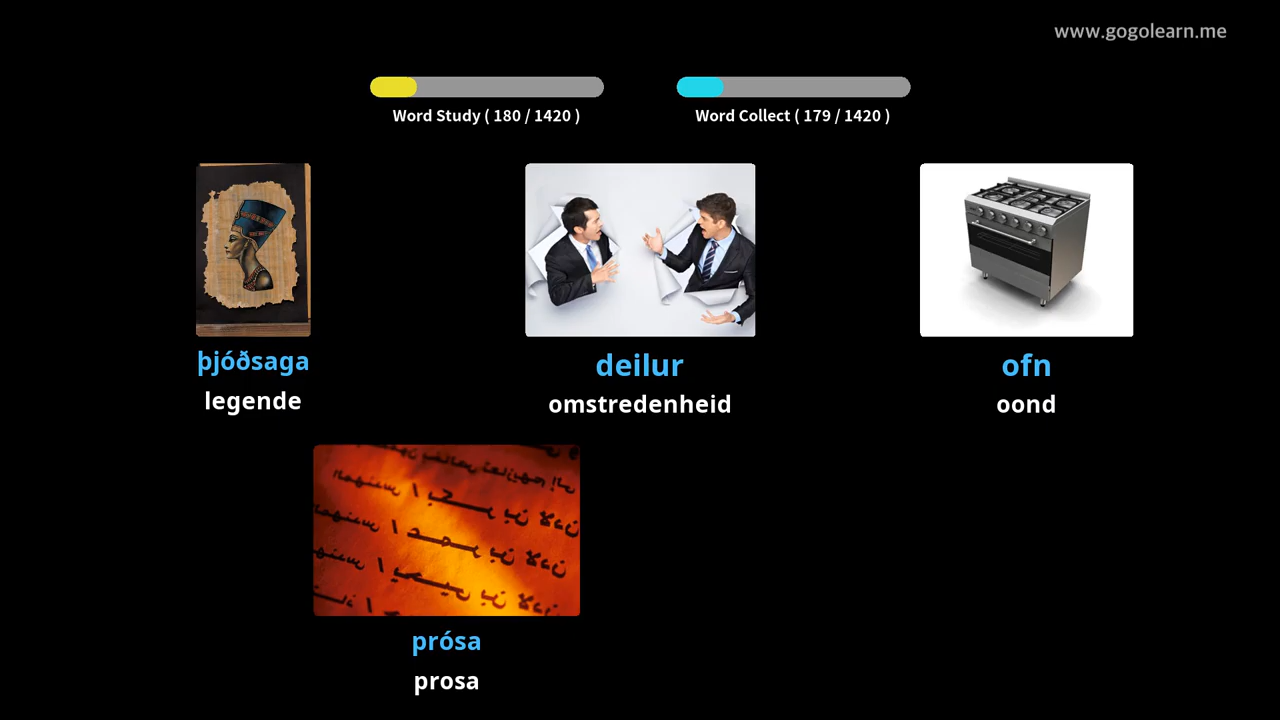 www.gogolearn.me
Word Study ( 180 / 1420 )
Word Collect ( 179 / 1420 )
þjóðsaga
legende
deilur
omstredenheid
ofn
oond
prósa
prosa